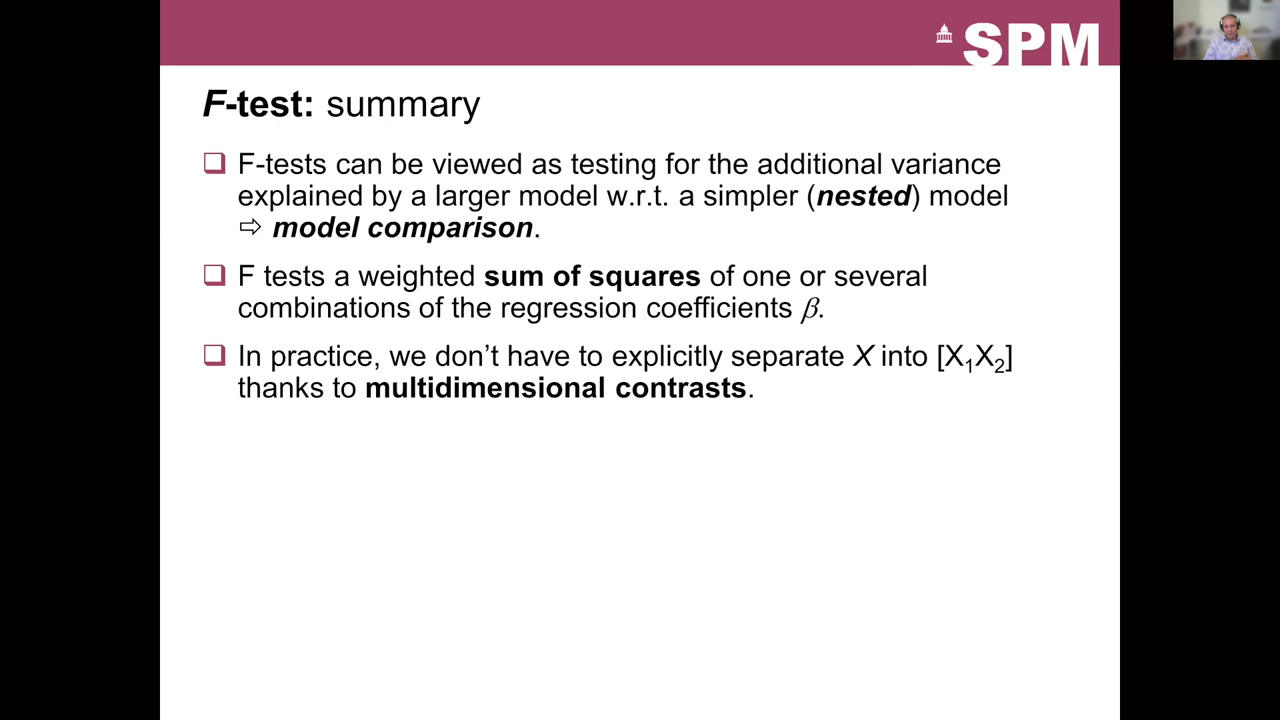 SPM
F-test: summary
❑ F-tests can be viewed as testing for the additional variance
explained by a larger model w.r.t. a simpler (nested) model
⇨ model comparison.
❑ F tests a weighted sum of squares of one or several
combinations of the regression coefficients β.
❑ In practice, we don’t have to explicitly separate X into [X₁X₂]
thanks to multidimensional contrasts.